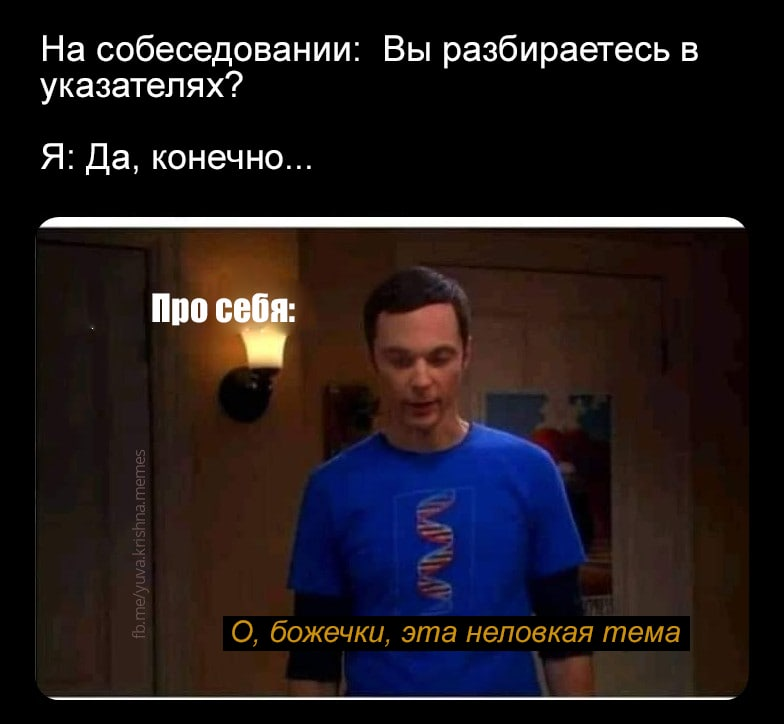 На собеседовании:  Вы разбираетесь в
указателях?
Я: Да, конечно...
Про себя:
fb.me/yuva.krishna.memes
О, божечки, эта неловкая тема